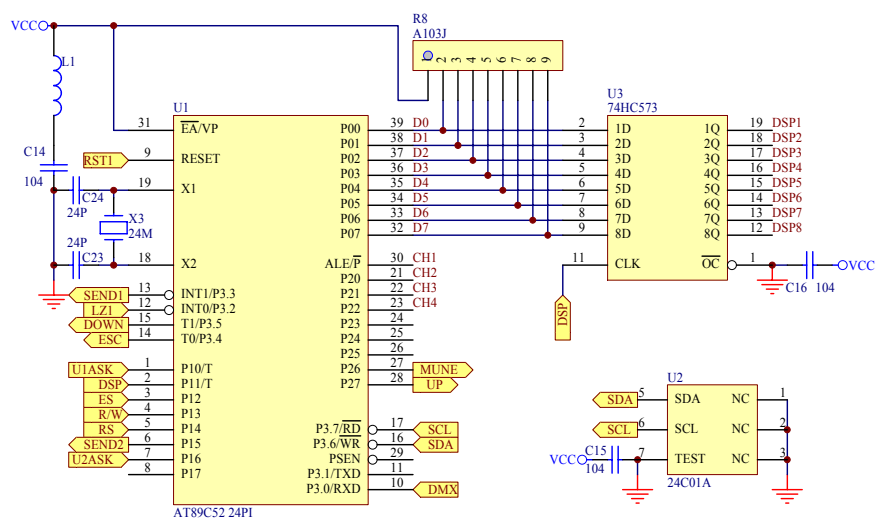 VCC
L1
C14
104
C24
24P
X3
24M
24P
C23
U1
31 EA/VP P00 39 D0
P01 38 D1
RST1 9 RESET P02 37 D2
P03 36 D3
19 X1 P04 35 D4
P05 34 D5
P06 33 D6
P07 32 D7
18 X2 ALE/P 30 CH1
P20 21 CH2
SEND1 13 INT1/P3.3 P21 22 CH3
LZ1 12 INT0/P3.2 P22 23 CH4
DOWN 15 T1/P3.5 P23 24
ESC 14 T0/P3.4 P24 25
P25 26
U1ASK 1 P10/T P26 27 MUNE
DSP 2 P11/T P27 28 UP
ES 3 P12
R/W 4 P13
RS 5 P14 P3.7/RD 17 SCL
SEND2 6 P15 P3.6/WR 16 SDA
U2ASK 7 P16 PSEN 29
8 P17 P3.1/TXD 11
P3.0/RXD 10 DMX
AT89C52 24PI
R8
A103J
1 2 3 4 5 6 7 8 9
U3
74HC573
2 1D 1Q 19 DSP1
3 2D 2Q 18 DSP2
4 3D 3Q 17 DSP3
5 4D 4Q 16 DSP4
6 5D 5Q 15 DSP5
7 6D 6Q 14 DSP6
8 7D 7Q 13 DSP7
9 8D 8Q 12 DSP8
11 CLK OC 1
DSP
C16 104 VCC
U2
SDA 5 SDA NC 1
SCL 6 SCL NC 2
7 TEST NC 3
VCC C15
104
24C01A